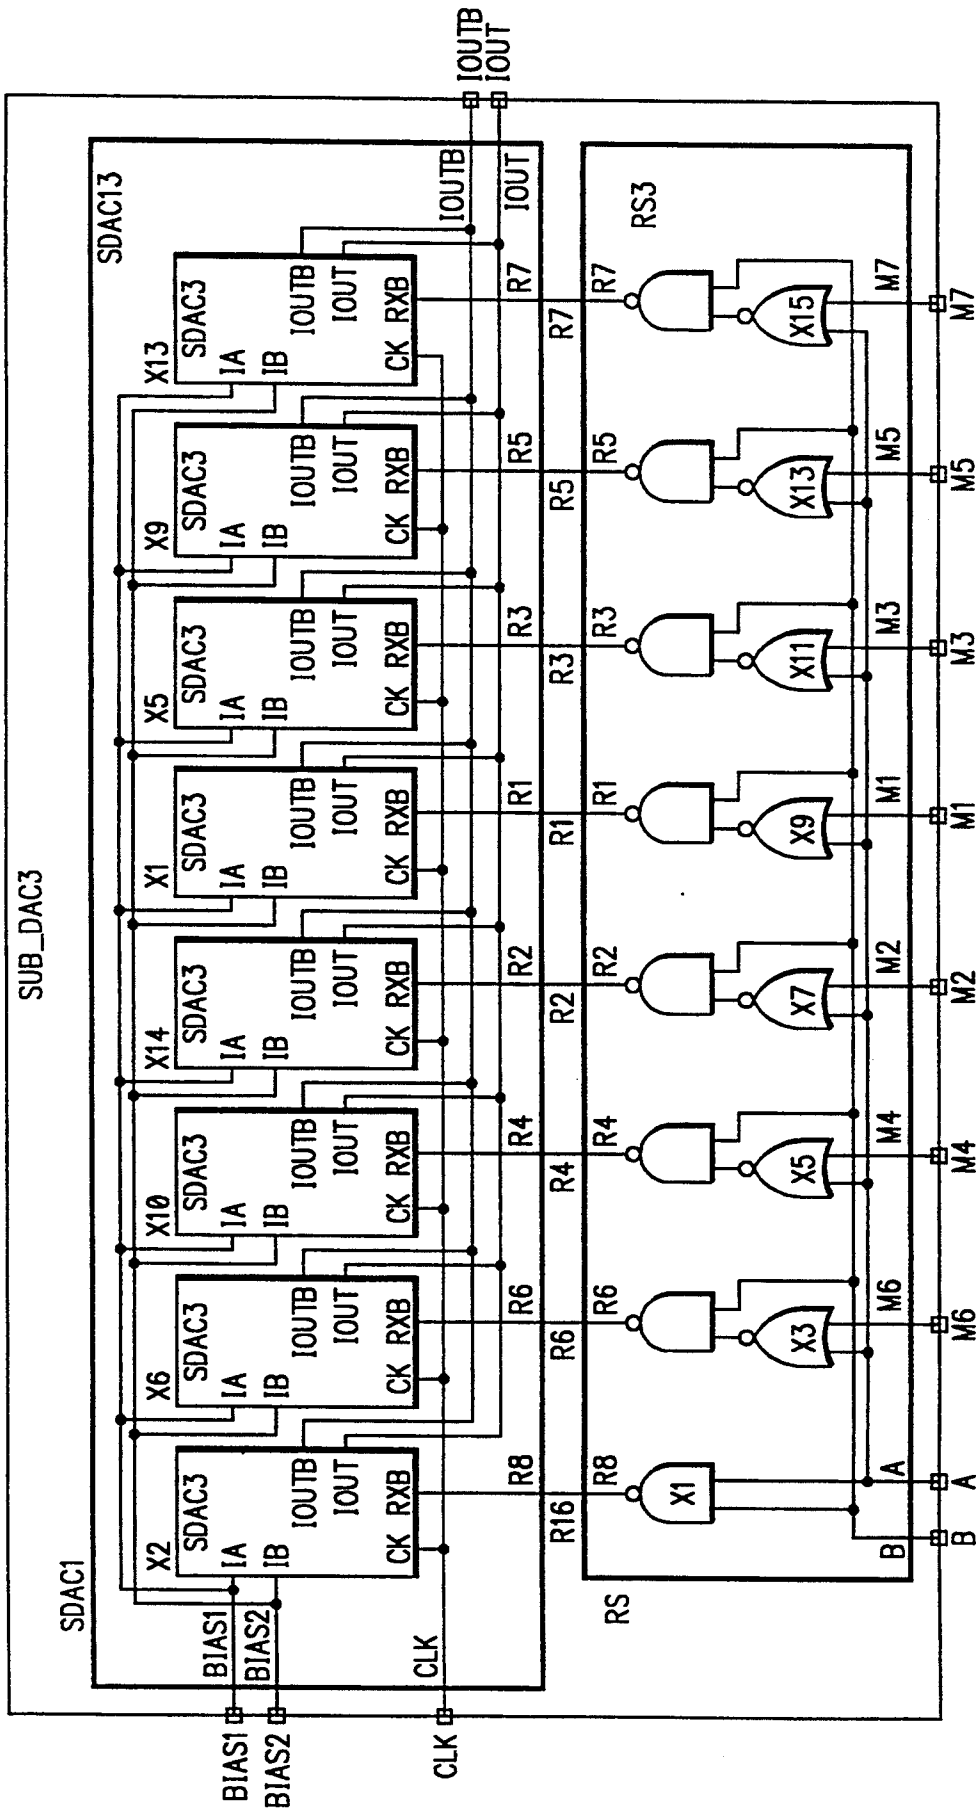 SUB_DAC3
SDAC1
SDAC13
X2
X6
X10
X14
X1
X5
X9
X13
SDAC3
IA
IB
IOUTB
IOUT
CK RXB
SDAC3
IA
IB
IOUTB
IOUT
CK RXB
SDAC3
IA
IB
IOUTB
IOUT
CK RXB
SDAC3
IA
IB
IOUTB
IOUT
CK RXB
SDAC3
IA
IB
IOUTB
IOUT
CK RXB
SDAC3
IA
IB
IOUTB
IOUT
CK RXB
SDAC3
IA
IB
IOUTB
IOUT
CK RXB
SDAC3
IA
IB
IOUTB
IOUT
CK RXB
BIAS1
BIAS1
BIAS2
BIAS2
CLK
CLK
IOUTB
IOUTB
IOUT
IOUT
R8
R6
R4
R2
R1
R3
R5
R7
R16
R6
R4
R2
R1
R3
R5
R7
RS
RS3
R8
R6
R4
R2
R1
R3
R5
R7
X1
X3
X5
X7
X9
X11
X13
X15
B
A
M6
M4
M2
M1
M3
M5
M7
B
A
M6
M4
M2
M1
M3
M5
M7